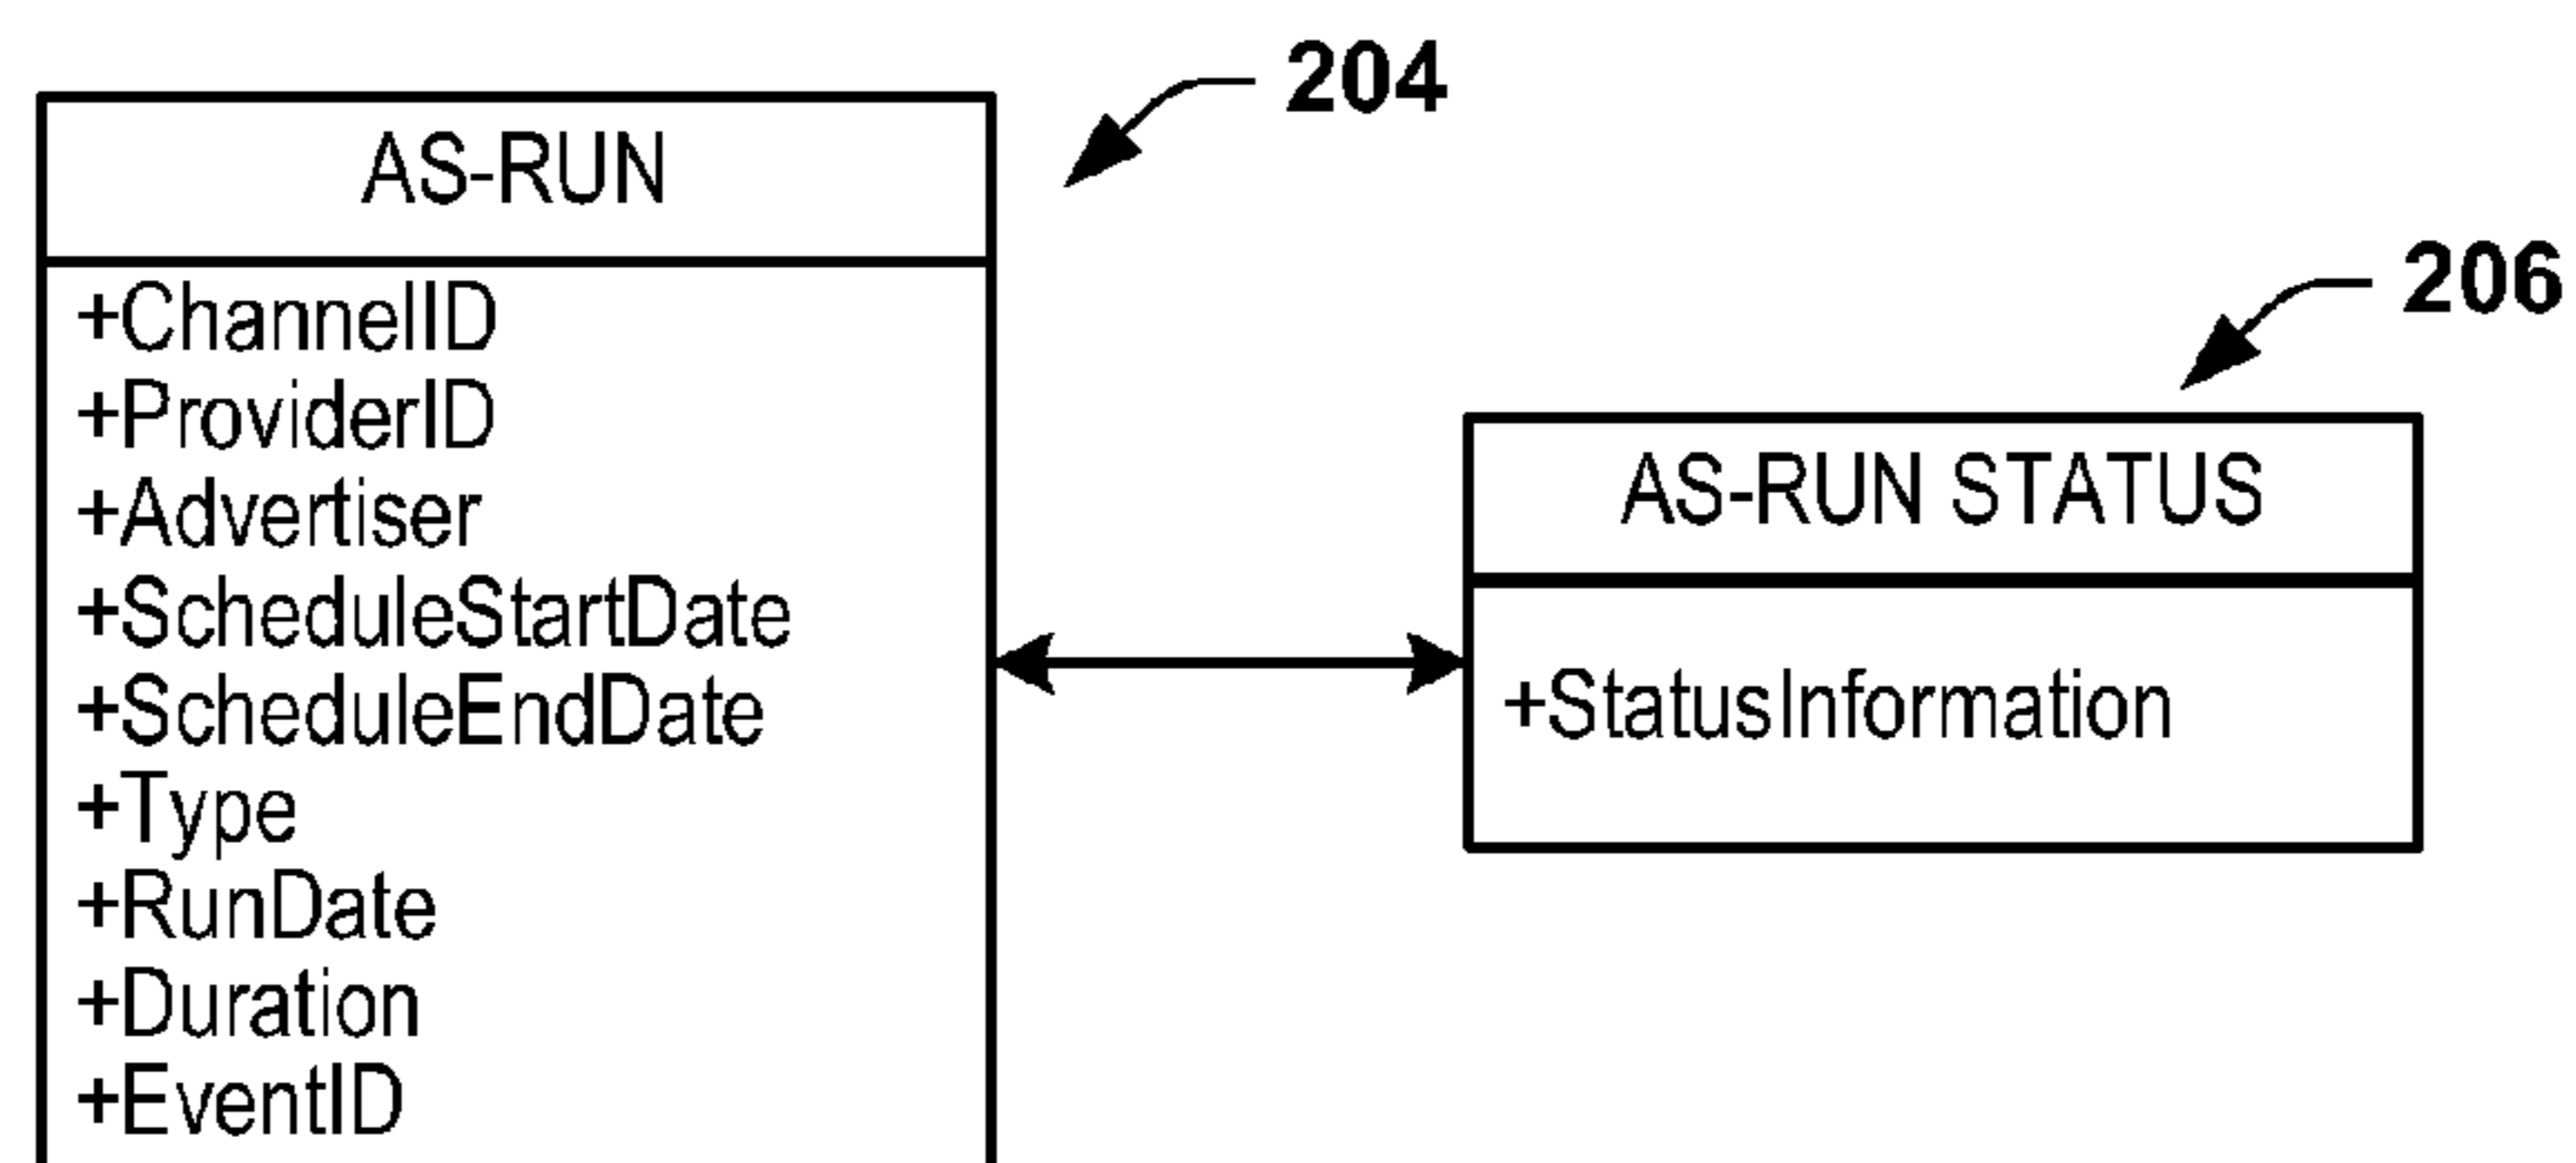 204
AS-RUN
+ChannelID
+ProviderID
+Advertiser
+ScheduleStartDate
+ScheduleEndDate
+Type
+RunDate
+Duration
+EventID
206
AS-RUN STATUS
+StatusInformation